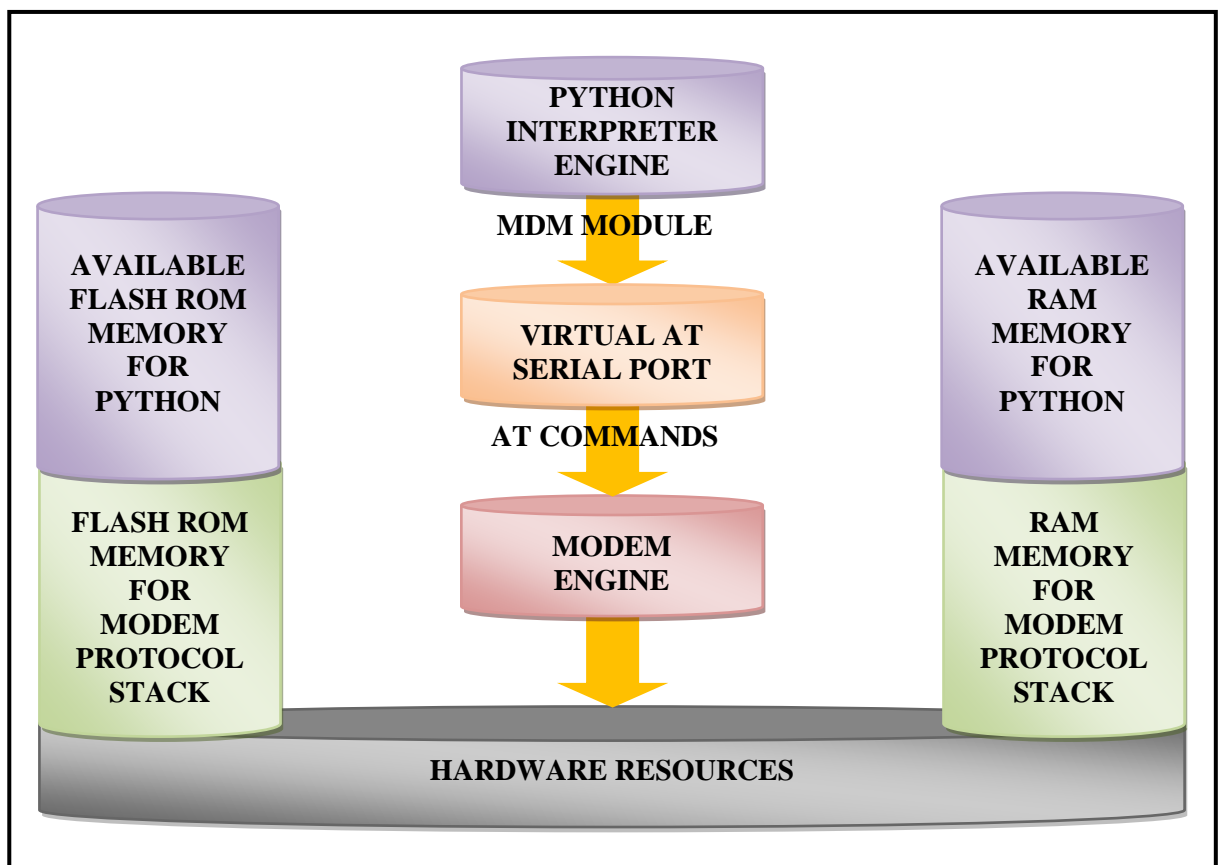 PYTHON
INTERPRETER
ENGINE
MDM MODULE
VIRTUAL AT
SERIAL PORT
AT COMMANDS
MODEM
ENGINE
AVAILABLE
FLASH ROM
MEMORY
FOR
PYTHON
FLASH ROM
MEMORY
FOR
MODEM
PROTOCOL
STACK
AVAILABLE
RAM
MEMORY
FOR
PYTHON
RAM
MEMORY
FOR
MODEM
PROTOCOL
STACK
HARDWARE RESOURCES